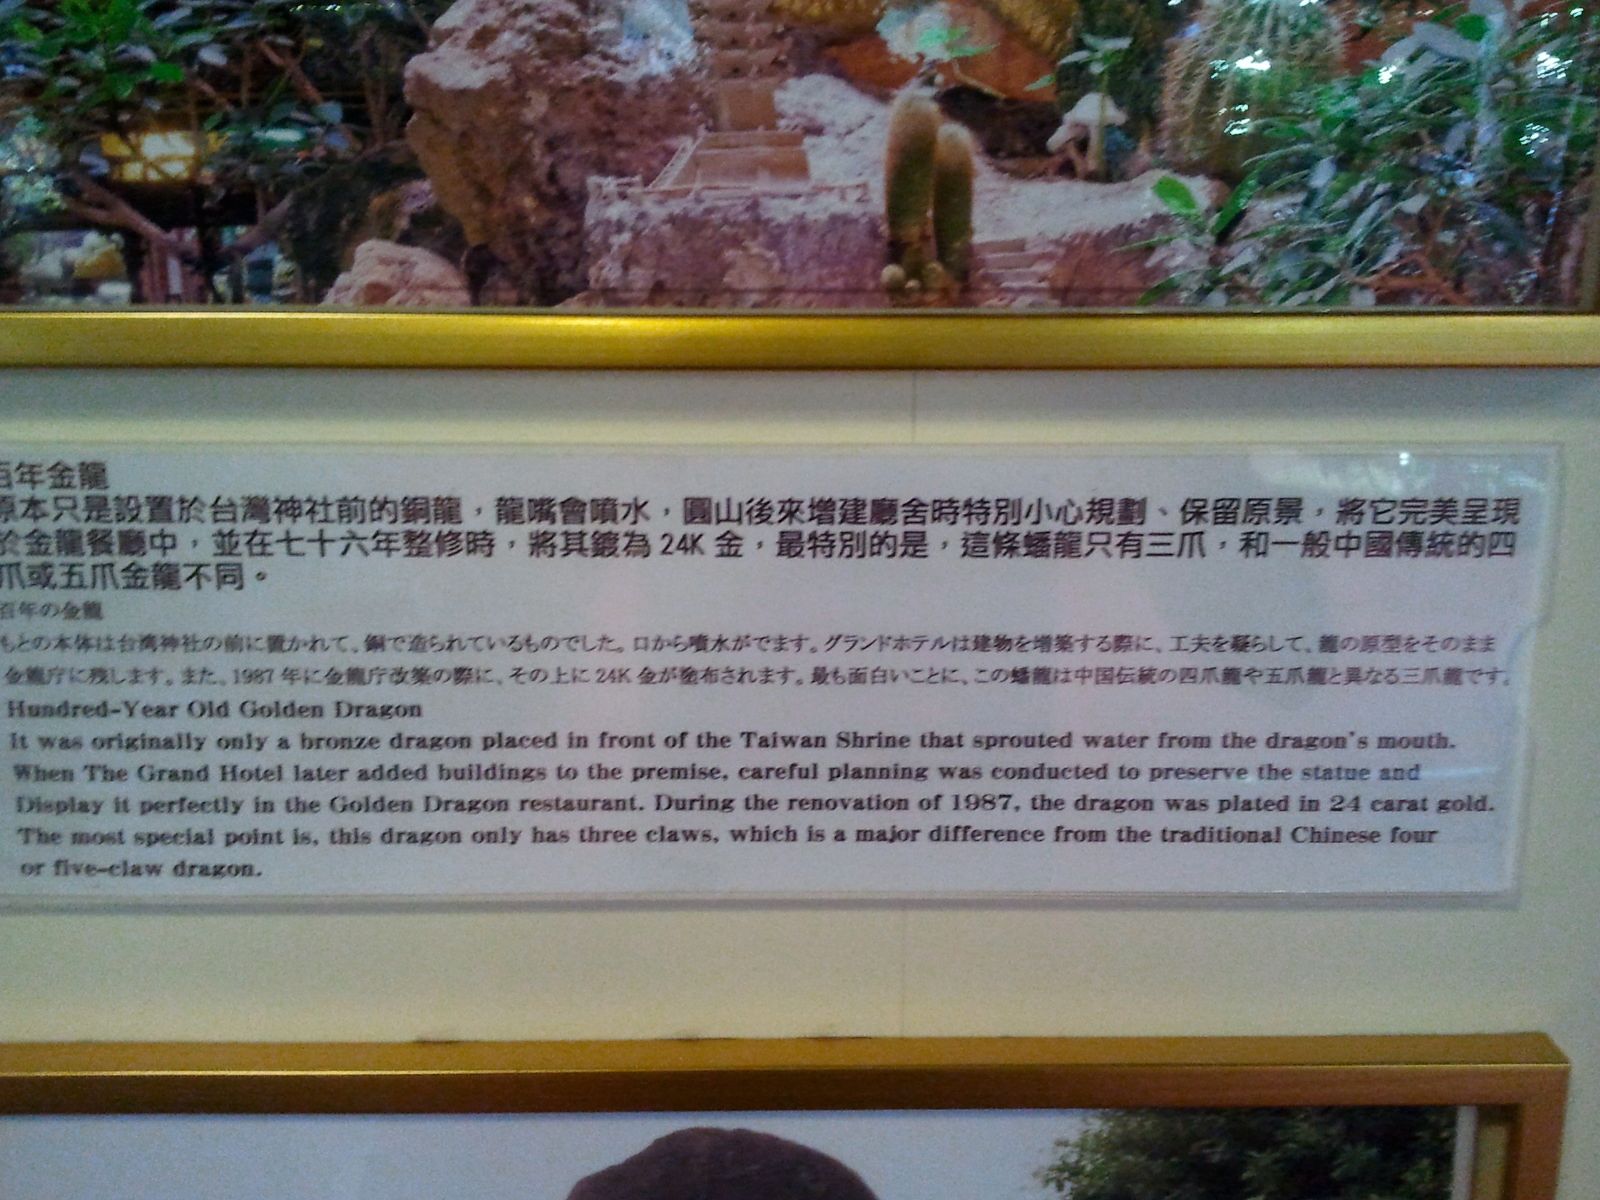 百年金龍
原本只是設置於台灣神社前的銅龍，龍嘴會噴水，圓山後來增建廳舍時特別小心規劃、保留原景，將它完美呈現
於金龍餐廳中，並在七十六年整修時，將其鍍為 24K 金，最特別的是，這條蟠龍只有三爪，和一般中國傳統的四
爪或五爪金龍不同。
百年の金龍
もとの本体は台湾神社の前に置かれて、銅で造られているものでした。口から噴水がでます。グランドホテルは建物を増築する際に、工夫を凝らして、龍の原型をそのまま
金龍庁に残します。また、1987 年に金龍庁改築の際に、その上に 24K 金が塗布されます。最も面白いことに、この蟠龍は中国伝統の四爪龍や五爪龍と異なる三爪龍です。
Hundred-Year Old Golden Dragon
It was originally only a bronze dragon placed in front of the Taiwan Shrine that sprouted water from the dragon's mouth.
When The Grand Hotel later added buildings to the premise, careful planning was conducted to preserve the statue and
Display it perfectly in the Golden Dragon restaurant. During the renovation of 1987, the dragon was plated in 24 carat gold.
The most special point is, this dragon only has three claws, which is a major difference from the traditional Chinese four
or five-claw dragon.